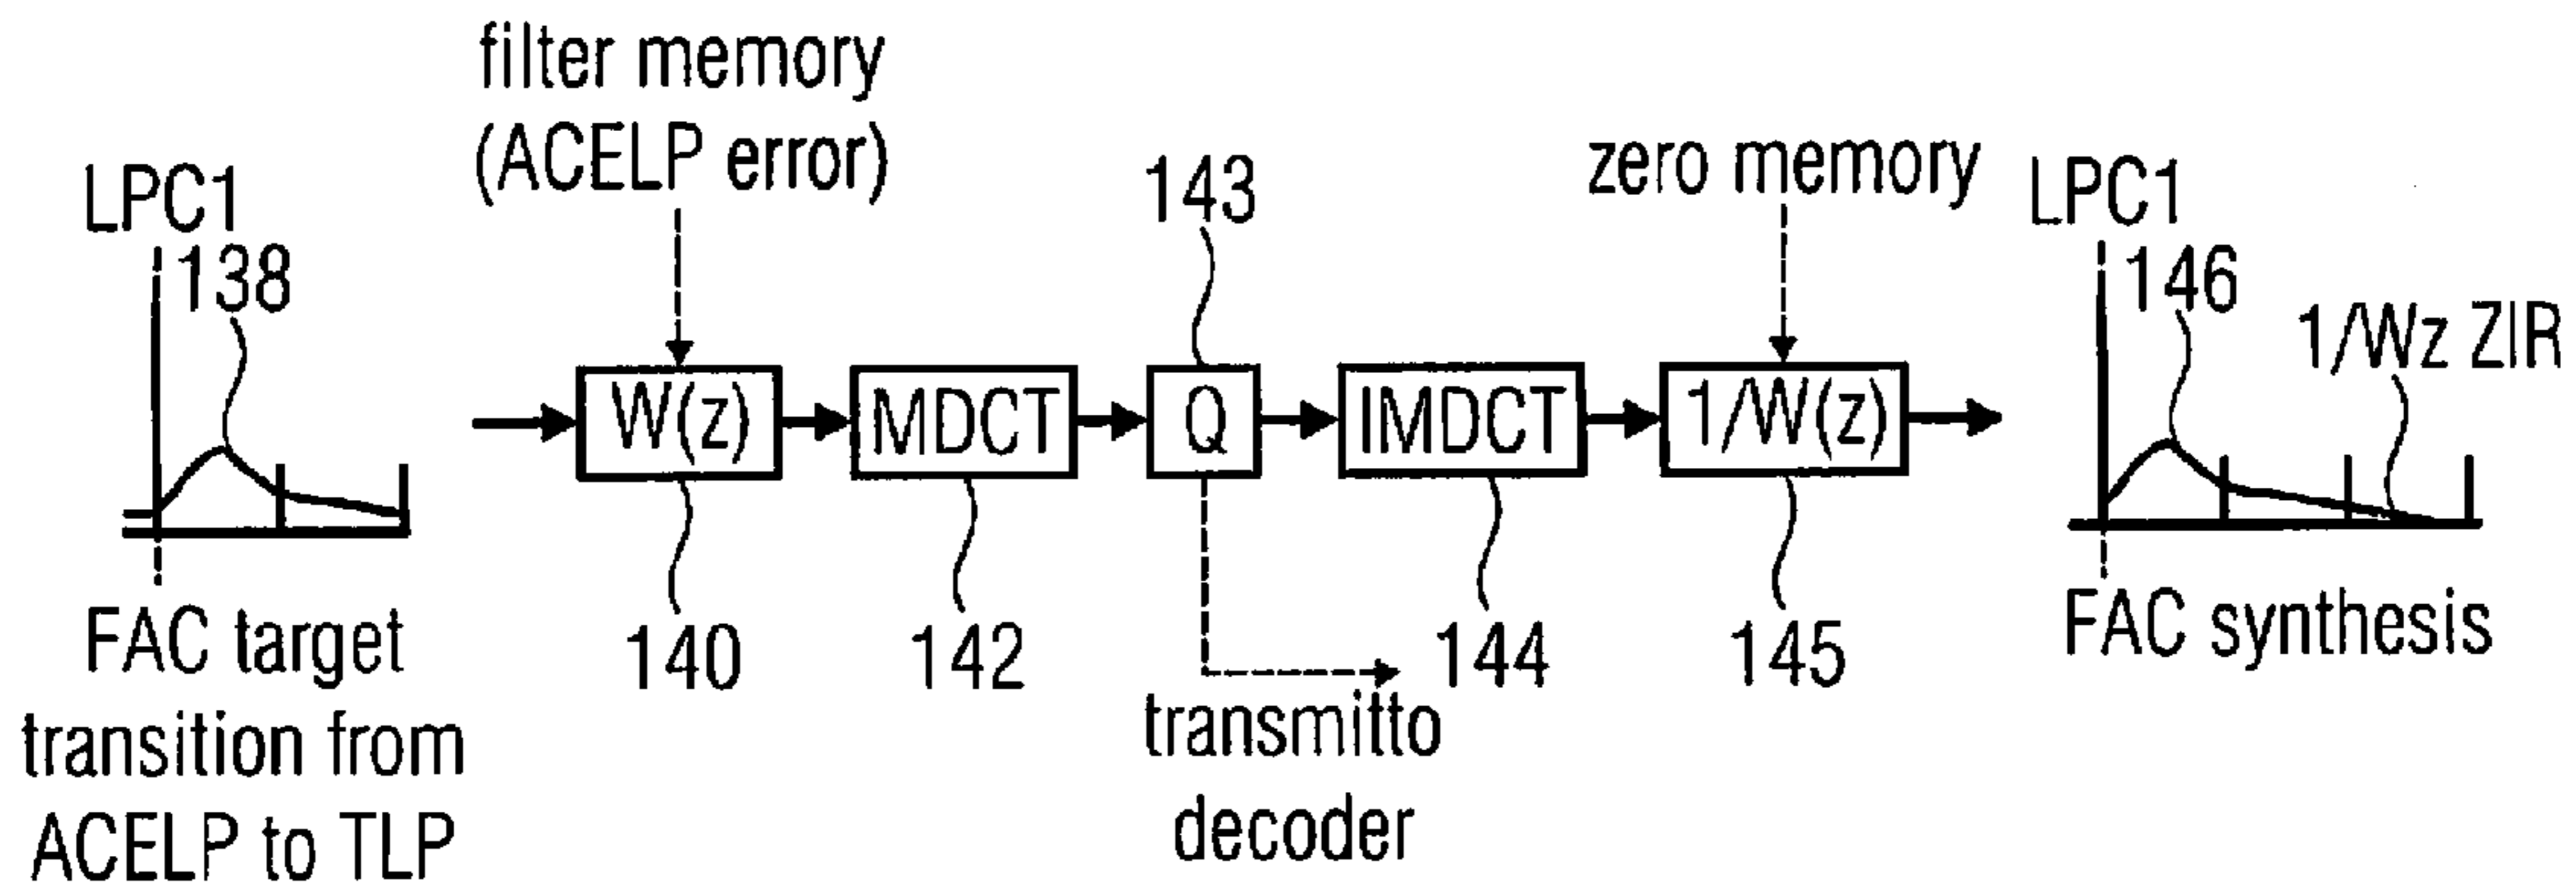 filter memory
(ACELP error)
LPC1
138
143
zero memory
LPC1
146
1/Wz ZIR
W(z)
MDCT
Q
IMDCT
1/W(z)
140
142
144
145
FAC target
transition from
ACELP to TLP
transmitto
decoder
FAC synthesis